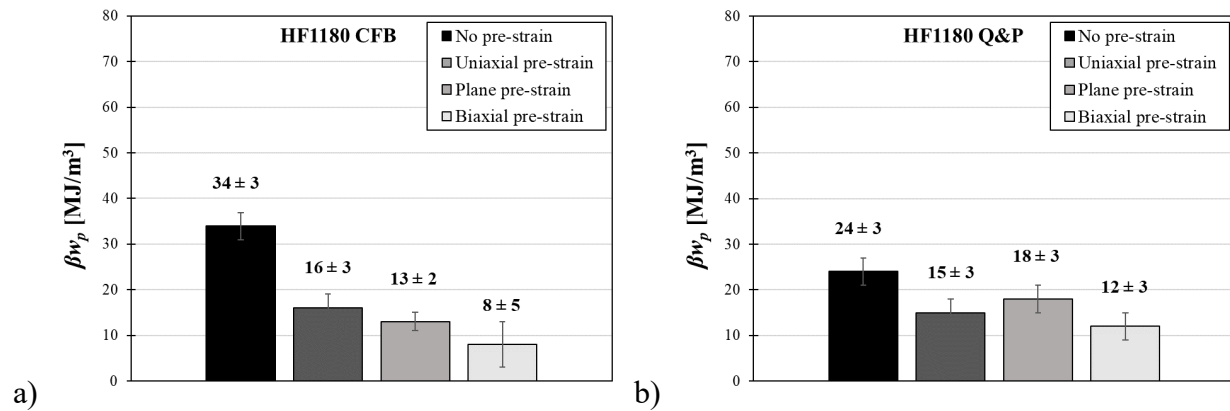 HF1180 CFB
No pre-strain
Uniaxial pre-strain
Plane pre-strain
Biaxial pre-strain
βw_p [MJ/m³]
80
70
60
50
40
30
20
10
0
34 ± 3
16 ± 3
13 ± 2
8 ± 5
a)
HF1180 Q&P
No pre-strain
Uniaxial pre-strain
Plane pre-strain
Biaxial pre-strain
βw_p [MJ/m³]
80
70
60
50
40
30
20
10
0
24 ± 3
15 ± 3
18 ± 3
12 ± 3
b)